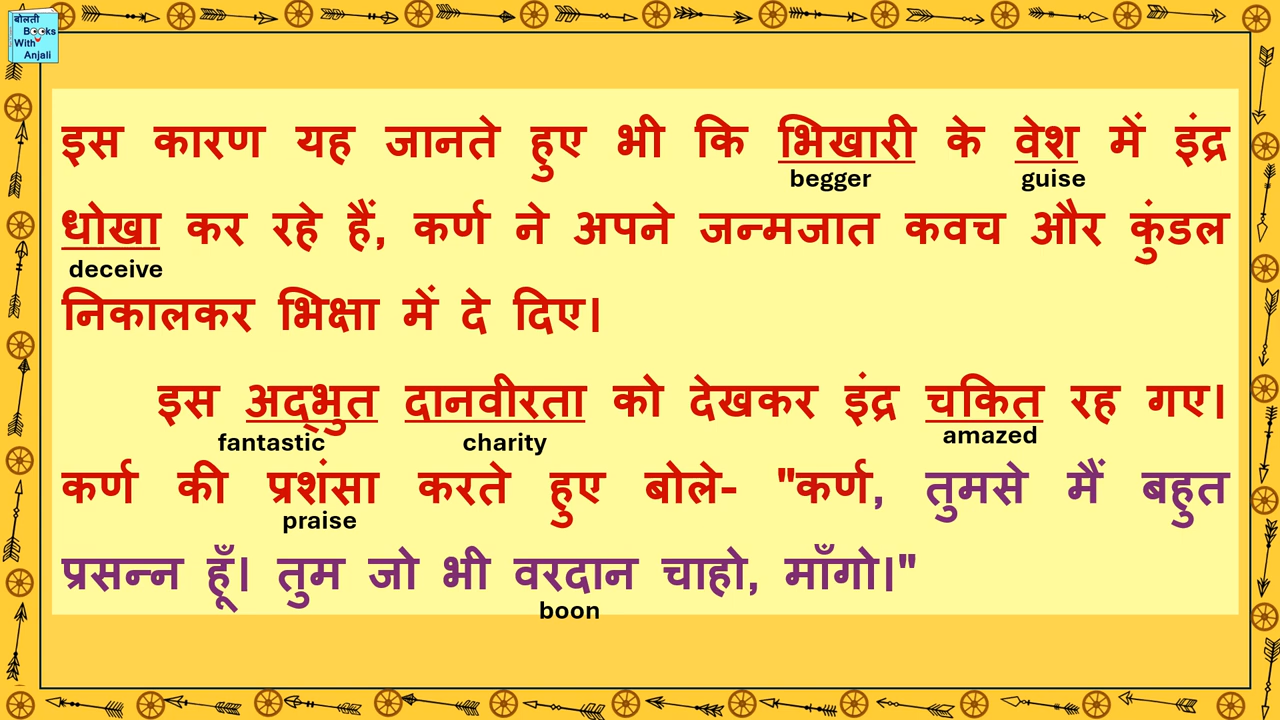 बोलती
Books
With
Anjali
इस कारण यह जानते हुए भी कि भिखारी के वेश में इंद्र
begger guise
धोखा कर रहे हैं, कर्ण ने अपने जन्मजात कवच और कुंडल
deceive
निकालकर भिक्षा में दे दिए।
इस अद्‌भुत दानवीरता को देखकर इंद्र चकित रह गए।
fantastic charity amazed
कर्ण की प्रशंसा करते हुए बोले- "कर्ण, तुमसे मैं बहुत
praise
प्रसन्न हूँ। तुम जो भी वरदान चाहो, माँगो।"
boon